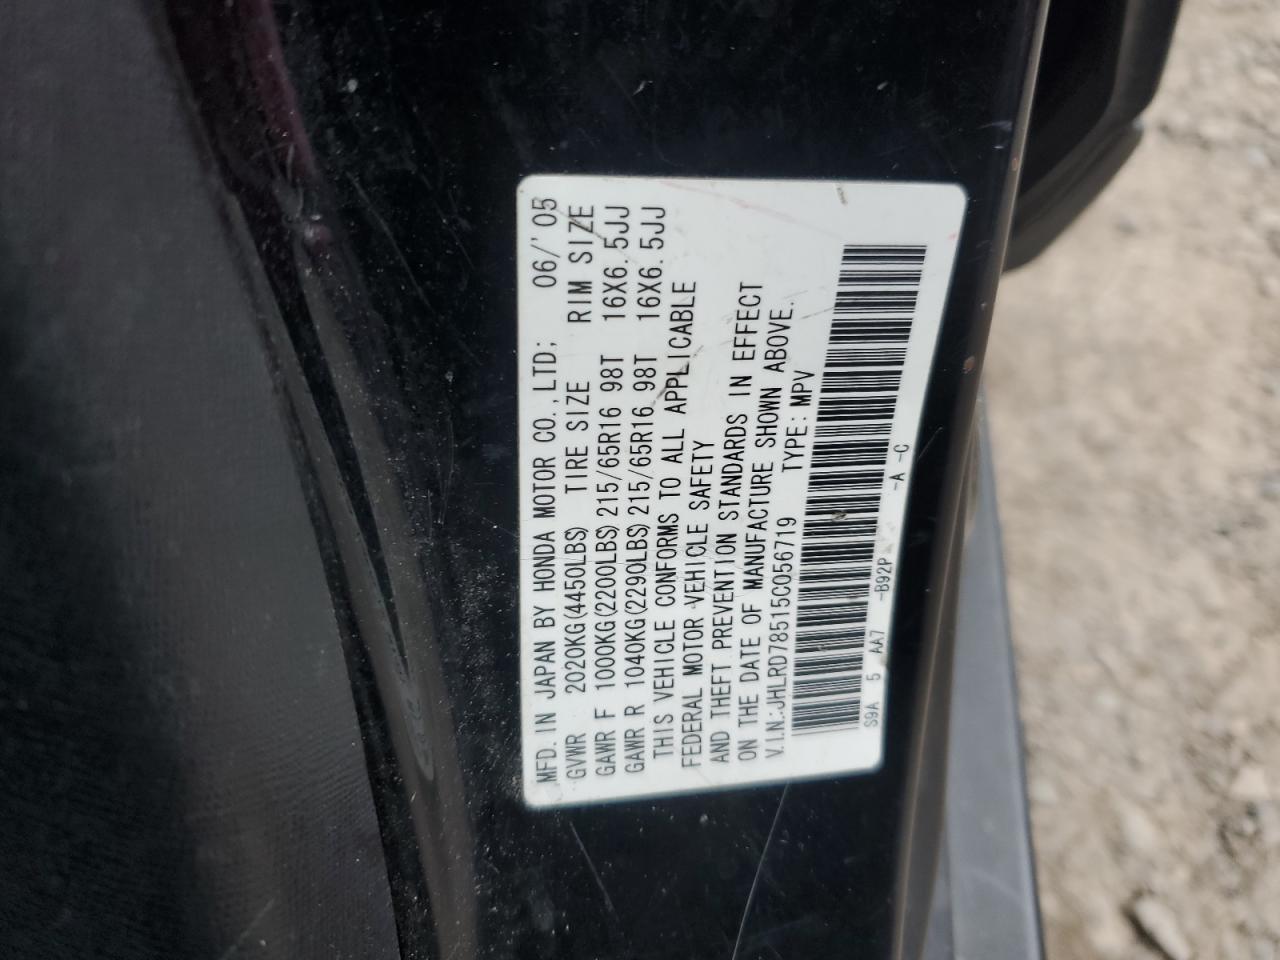 MFD. IN JAPAN BY HONDA MOTOR CO.,LTD; 06/'05
GVWR 2020KG(4450LBS) TIRE SIZE RIM SIZE
GAWR F 1000KG(2200LBS) 215/65R16 98T 16X6.5JJ
GAWR R 1040KG(2290LBS) 215/65R16 98T 16X6.5JJ
THIS VEHICLE CONFORMS TO ALL APPLICABLE
FEDERAL MOTOR VEHICLE SAFETY
AND THEFT PREVENTION STANDARDS IN EFFECT
ON THE DATE OF MANUFACTURE SHOWN ABOVE.
V.I.N.:JHLRD78515C056719 TYPE:MPV
S9A 5 AA7 -B92P -A -C